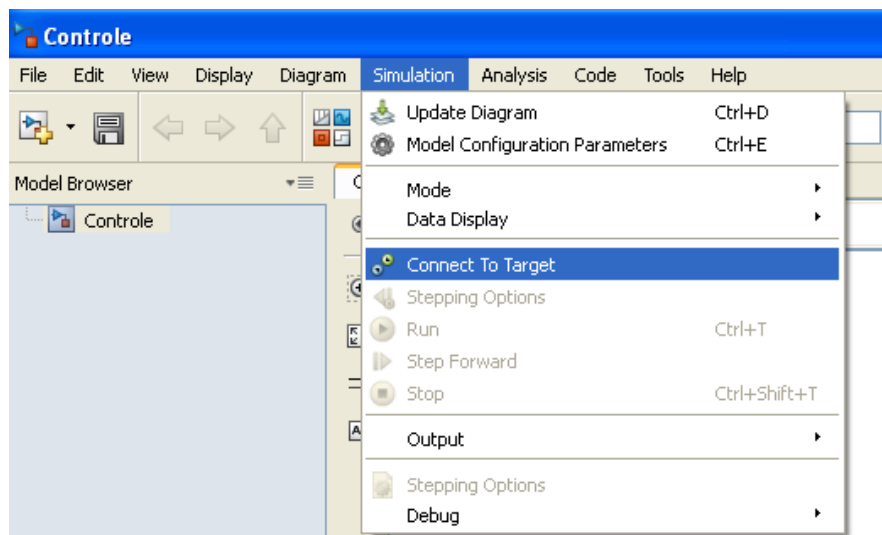 Controle
File Edit View Display Diagram Simulation Analysis Code Tools Help
Update Diagram Ctrl+D
Model Configuration Parameters Ctrl+E
Model Browser
Mode
Controle
Data Display
Connect To Target
Stepping Options
Run Ctrl+T
Step Forward
Stop Ctrl+Shift+T
Output
Stepping Options
Debug